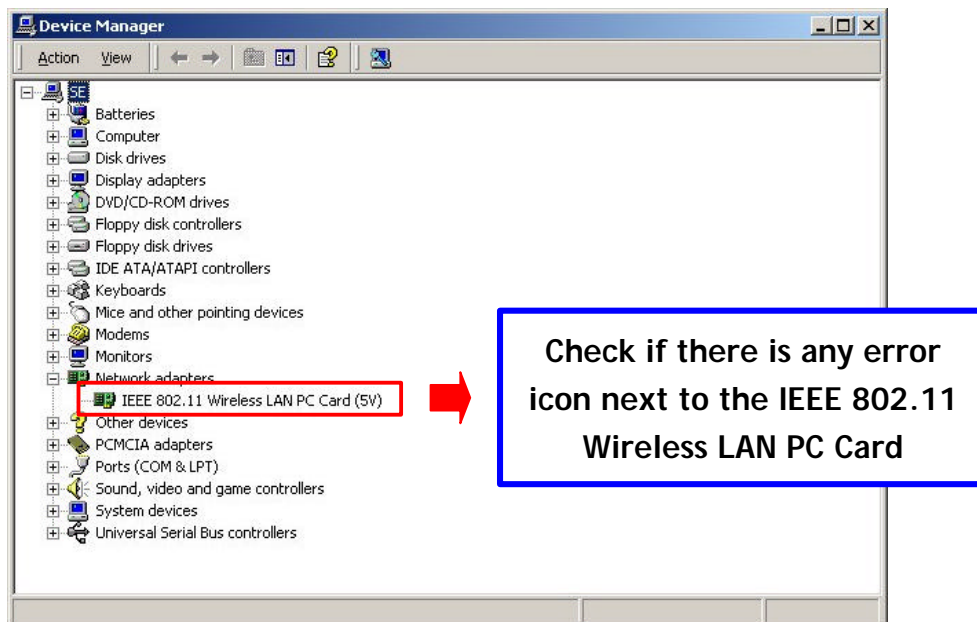 Device Manager
Action View
SE
Batteries
Computer
Disk drives
Display adapters
DVD/CD-ROM drives
Floppy disk controllers
Floppy disk drives
IDE ATA/ATAPI controllers
Keyboards
Mice and other pointing devices
Modems
Monitors
Network adapters
IEEE 802.11 Wireless LAN PC Card (5V)
Other devices
PCMCIA adapters
Ports (COM & LPT)
Sound, video and game controllers
System devices
Universal Serial Bus controllers
Check if there is any error
icon next to the IEEE 802.11
Wireless LAN PC Card